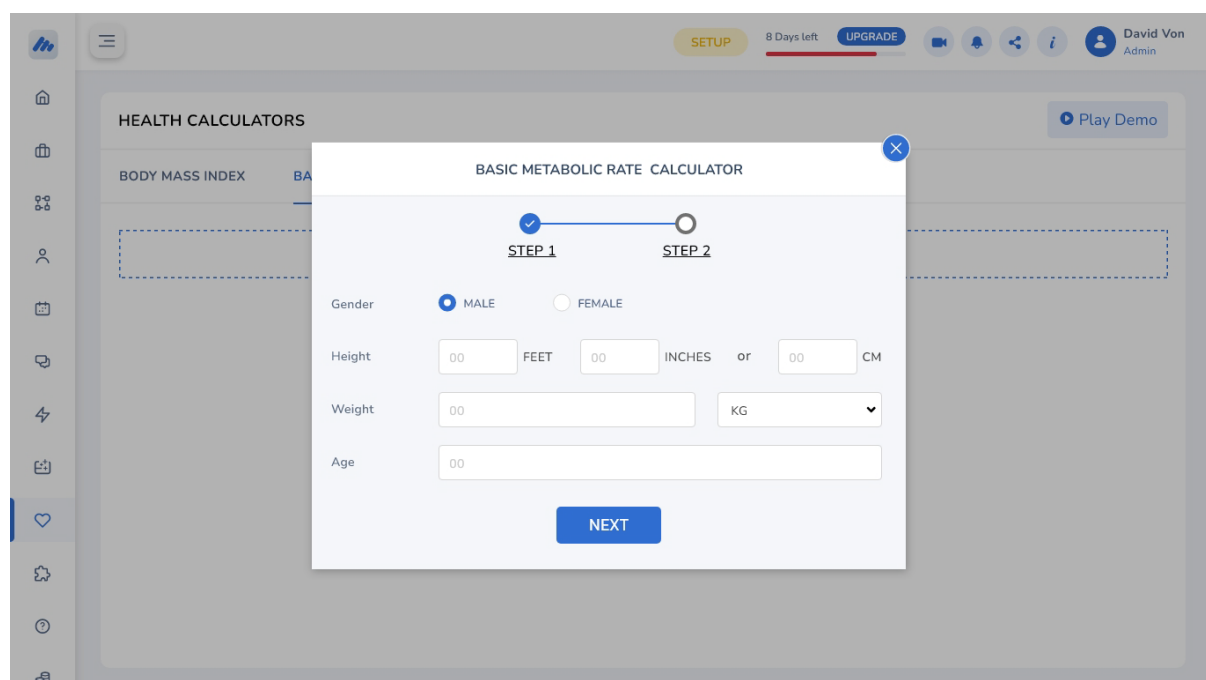 SETUP
8 Days left
UPGRADE
i
David Von
Admin
HEALTH CALCULATORS
Play Demo
BODY MASS INDEX
BA
BASIC METABOLIC RATE CALCULATOR
STEP 1
STEP 2
Gender
MALE
FEMALE
Height
00 FEET 00 INCHES or 00 CM
Weight
00
KG
Age
00
NEXT